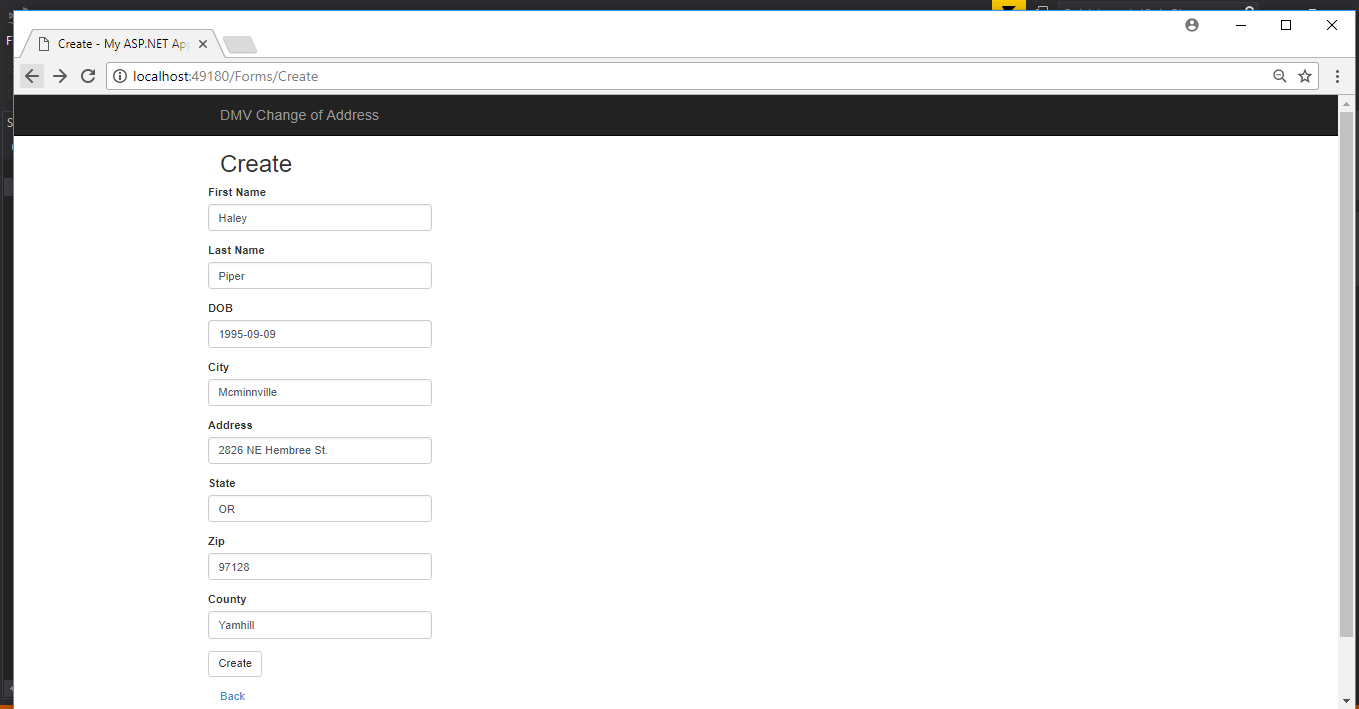 Create - My ASP.NET Ap
localhost:49180/Forms/Create
DMV Change of Address
Create
First Name
Haley
Last Name
Piper
DOB
1995-09-09
City
Mcminnville
Address
2826 NE Hembree St.
State
OR
Zip
97128
County
Yamhill
Create
Back